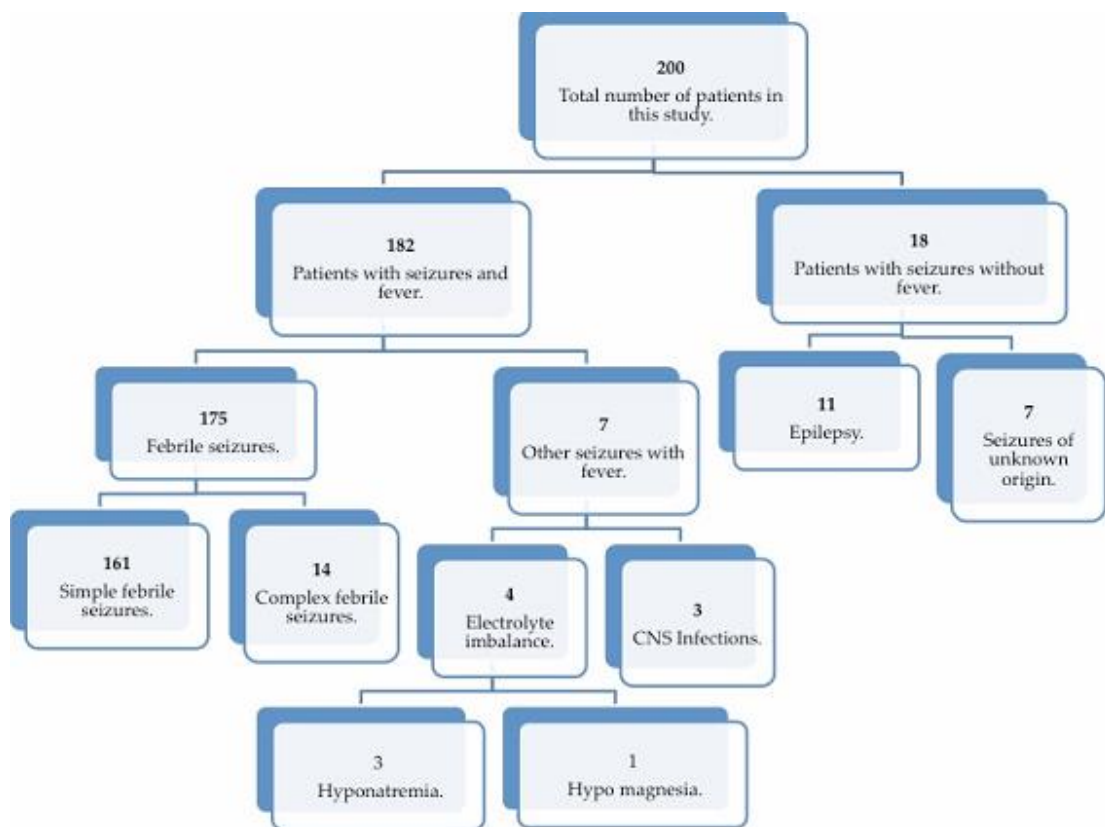 200
Total number of patients in
this study.
182
Patients with seizures and
fever.
18
Patients with seizures without
fever.
175
Febrile seizures.
7
Other seizures with
fever.
11
Epilepsy.
7
Seizures of
unknown
origin.
161
Simple febrile
seizures.
14
Complex febrile
seizures.
4
Electrolyte
imbalance.
3
CNS Infections.
3
Hyponatremia.
1
Hypo magnesia.